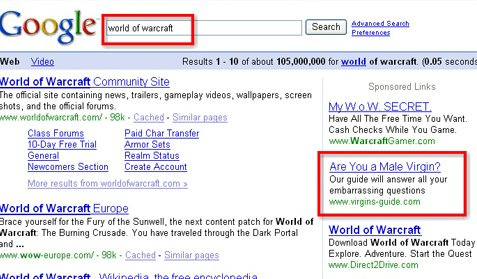 Google
world of warcraft
Search
Advanced Search
Preferences
Web Video
Results 1 - 10 of about 105,000,000 for world of warcraft. (0.05 seconds
World of Warcraft Community Site
The official site containing news, trailers, gameplay videos, wallpapers, screen
shots, and the official forums.
www.worldofwarcraft.com/ - 98k - Cached - Similar pages
Class Forums Paid Char Transfer
10-Day Free Trial Armor Sets
General Realm Status
Newcomers Section Create Account
More results from worldofwarcraft.com »
World of Warcraft Europe
Brace yourself for the Fury of the Sunwell, the next content patch for World of
Warcraft: The Burning Crusade. You have traveled through the Dark Portal
and ...
www.wow-europe.com/ - 98k - Cached - Similar pages
World of Warcraft - Wikipedia, the free encyclopedia
Sponsored Links
My W.o.W. SECRET.
Have All The Free Time You Want.
Cash Checks While You Game.
www.WarcraftGamer.com
Are You a Male Virgin?
Our guide will answer all your
embarrassing questions
www.virgins-guide.com
World of Warcraft
Download World of Warcraft Today
Explore. Adventure. Start the Quest
www.Direct2Drive.com